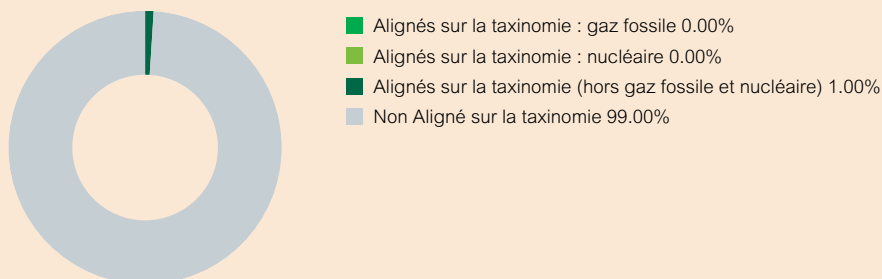 Alignés sur la taxinomie : gaz fossile 0.00%
Alignés sur la taxinomie : nucléaire 0.00%
Alignés sur la taxinomie (hors gaz fossile et nucléaire) 1.00%
Non Aligné sur la taxinomie 99.00%